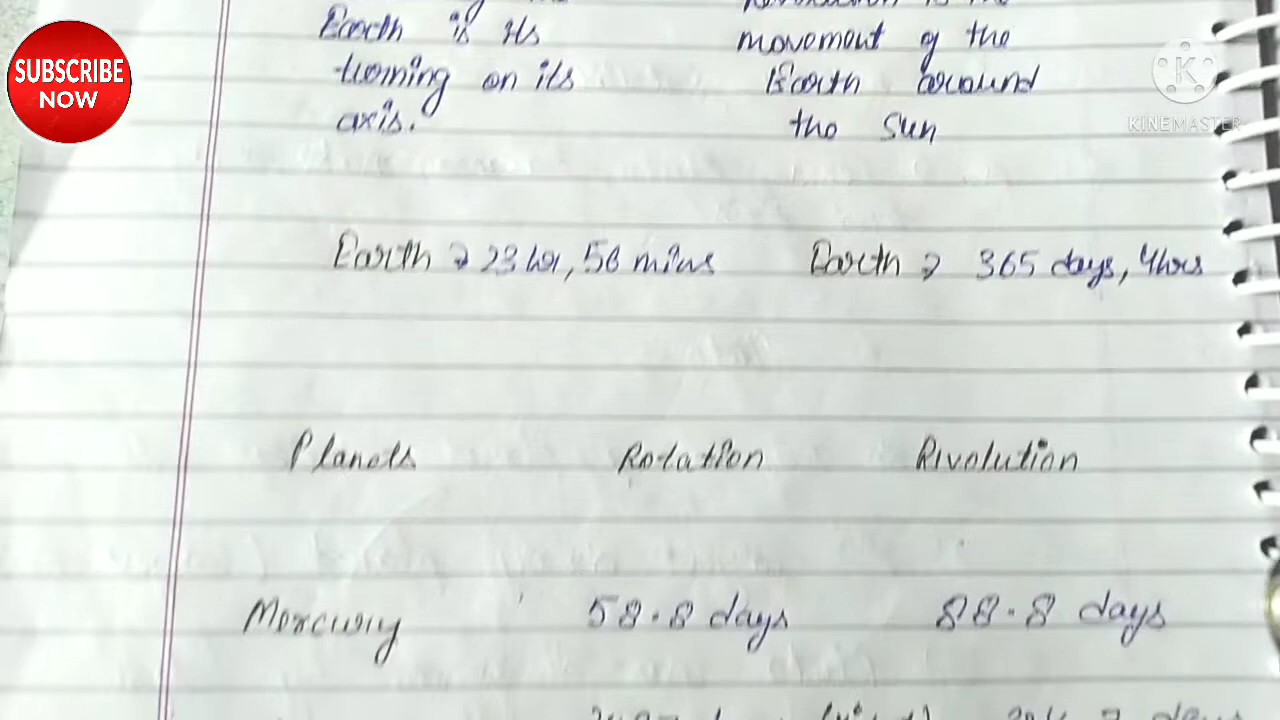 SUBSCRIBE
NOW
KINEMASTER
Earth is its
turning on its
axis.
movement of the
Earth around
the Sun
Earth → 23 hr, 56 mins
Earth → 365 days, 4hrs
Planets Rotation Rivolution
Mercury 58.8 days 88.8 days